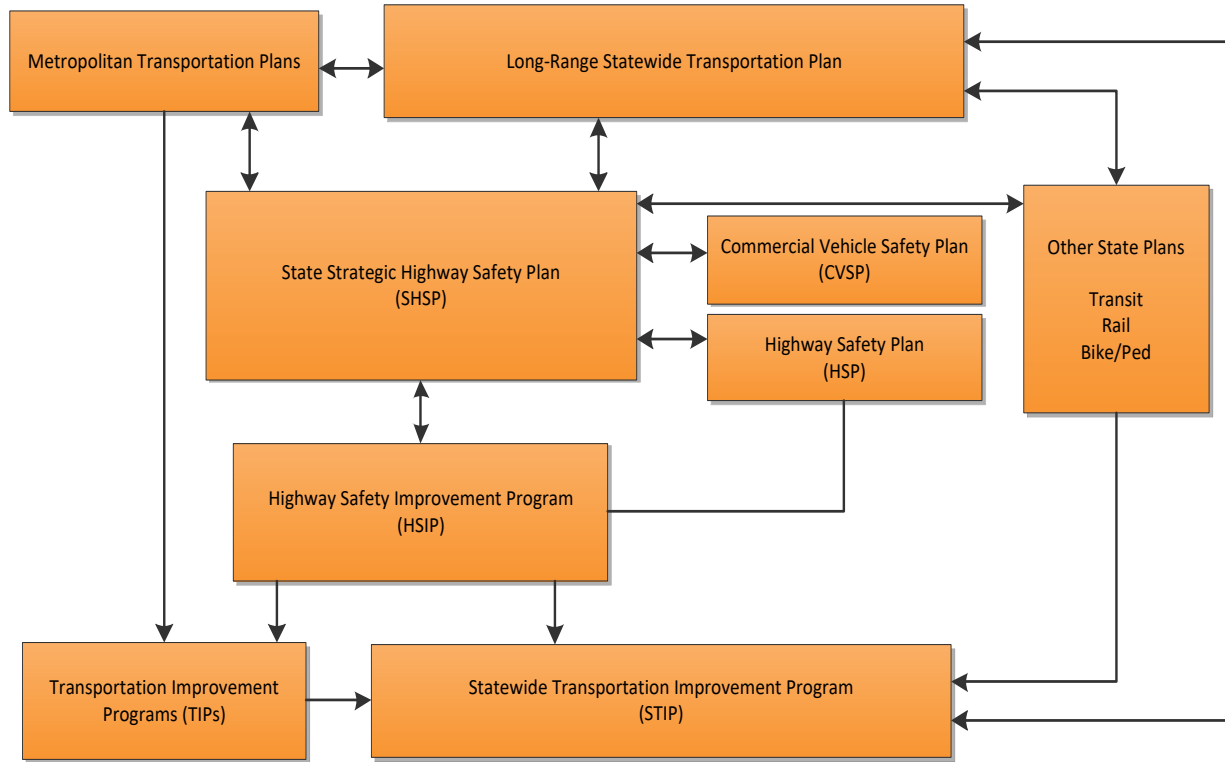 Metropolitan Transportation Plans
Long-Range Statewide Transportation Plan
State Strategic Highway Safety Plan
(SHSP)
Commercial Vehicle Safety Plan
(CVSP)
Highway Safety Plan
(HSP)
Other State Plans
Transit
Rail
Bike/Ped
Highway Safety Improvement Program
(HSIP)
Transportation Improvement
Programs (TIPs)
Statewide Transportation Improvement Program
(STIP)